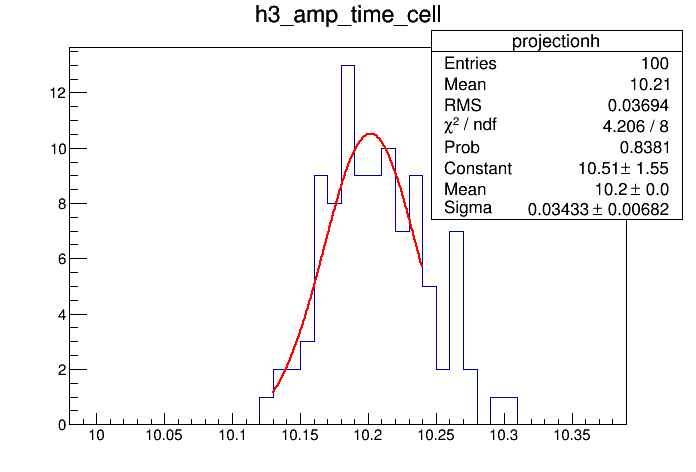 h3_amp_time_cell
projectionh
Entries 100
Mean 10.21
RMS 0.03694
χ² / ndf 4.206 / 8
Prob 0.8381
Constant 10.51± 1.55
Mean 10.2 ± 0.0
Sigma 0.03433 ± 0.00682
12
10
8
6
4
2
0
10 10.05 10.1 10.15 10.2 10.25 10.3 10.35